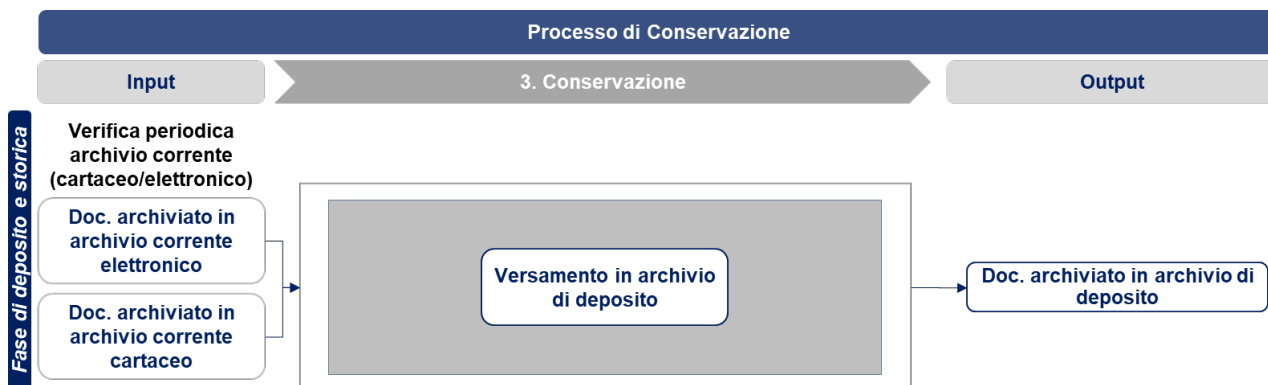 Processo di Conservazione
Input
3. Conservazione
Output
Fase di deposito e storica
Verifica periodica
archivio corrente
(cartaceo/elettronico)
Doc. archiviato in
archivio corrente
elettronico
Doc. archiviato in
archivio corrente
cartaceo
Versamento in archivio
di deposito
Doc. archiviato in archivio di
deposito